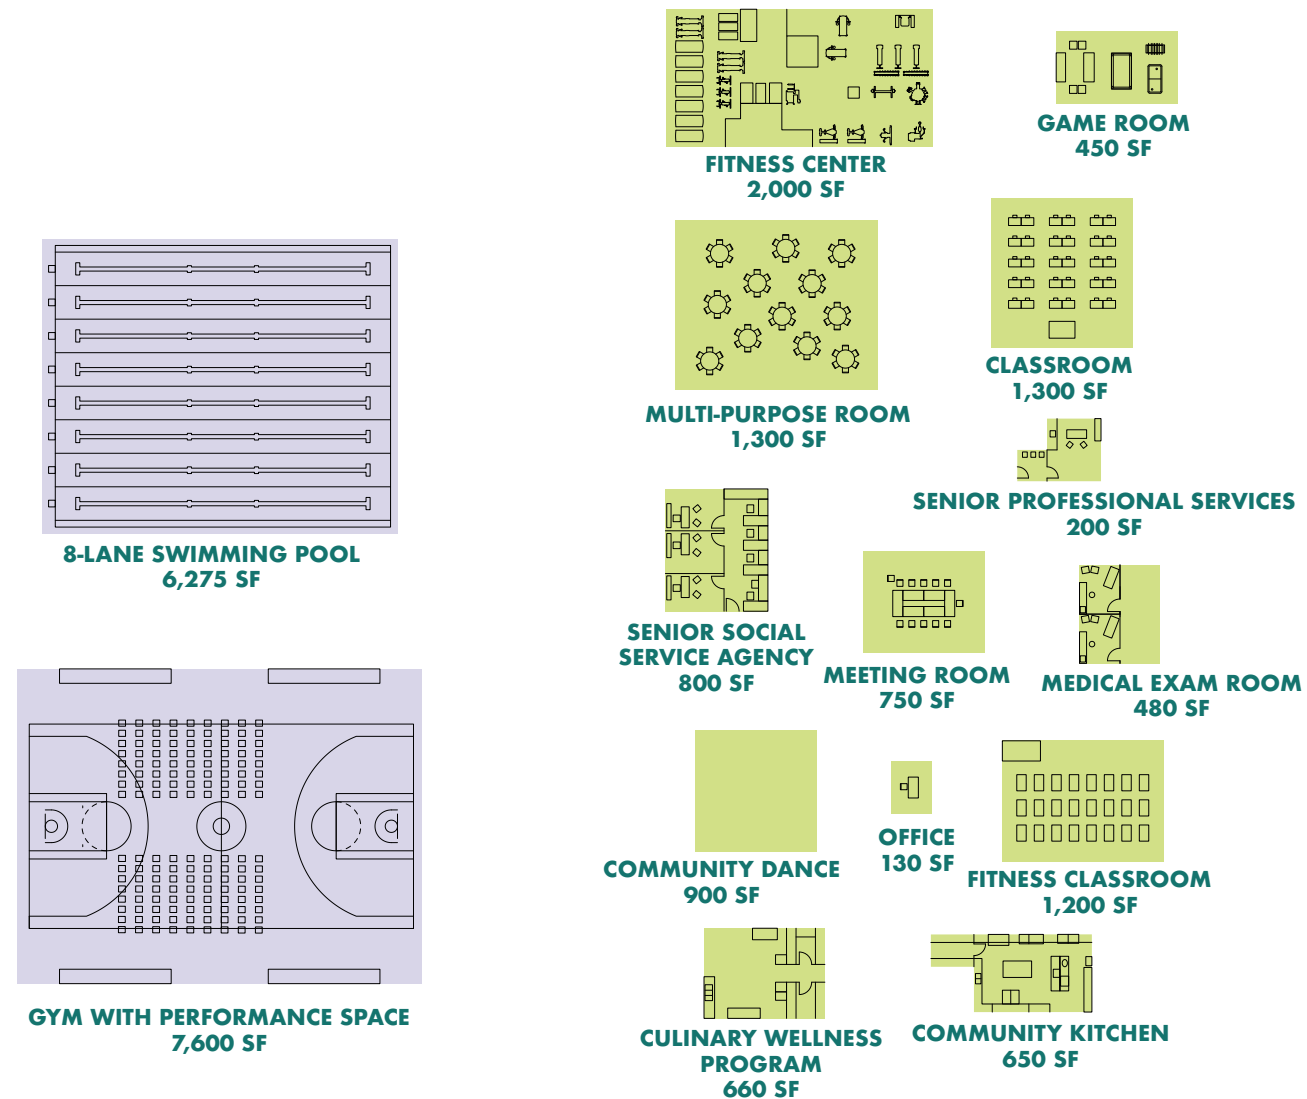 FITNESS CENTER
2,000 SF
GAME ROOM
450 SF
MULTI-PURPOSE ROOM
1,300 SF
CLASSROOM
1,300 SF
SENIOR PROFESSIONAL SERVICES
200 SF
8-LANE SWIMMING POOL
6,275 SF
SENIOR SOCIAL
SERVICE AGENCY
800 SF
MEETING ROOM
750 SF
MEDICAL EXAM ROOM
480 SF
COMMUNITY DANCE
900 SF
OFFICE
130 SF
FITNESS CLASSROOM
1,200 SF
GYM WITH PERFORMANCE SPACE
7,600 SF
CULINARY WELLNESS
PROGRAM
660 SF
COMMUNITY KITCHEN
650 SF